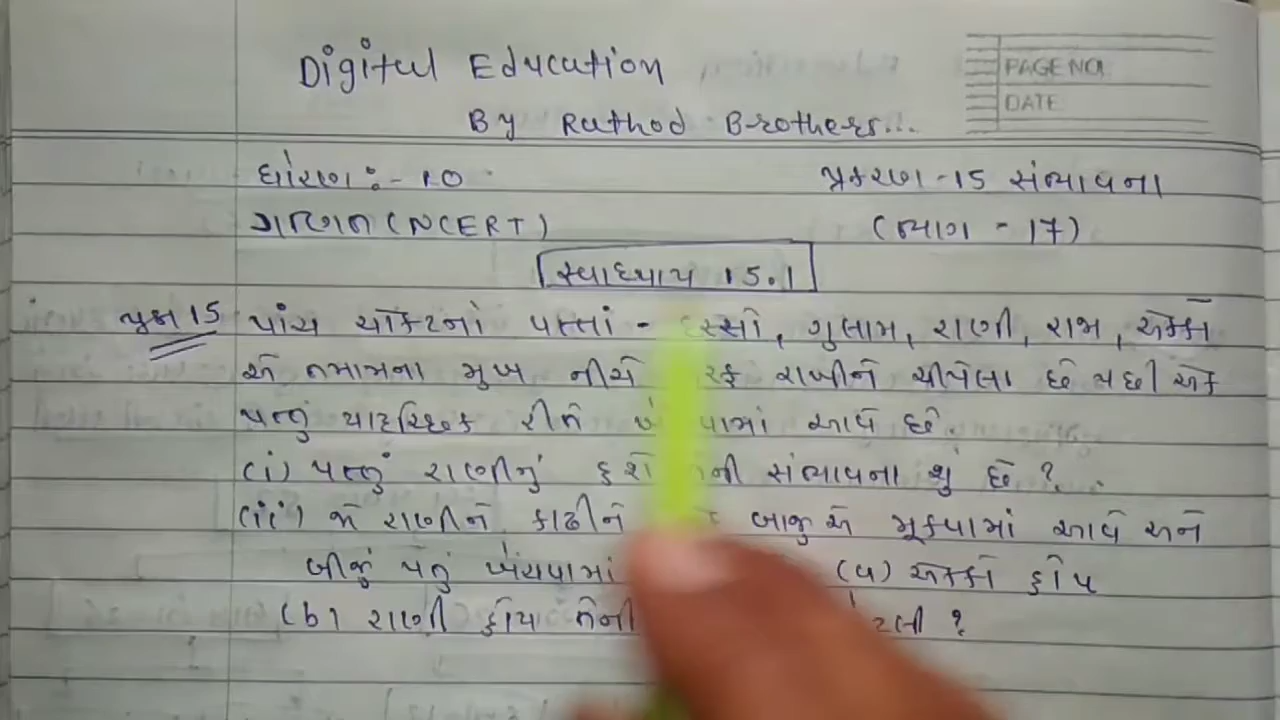 Digital Education
By Rathod Brothers...
PAGE NO.
DATE
ધોરણ :- 10
પ્રકરણ -15 સંભાવના
ગણિત (NCERT)
(ભાગ - 17)
સ્વાધ્યાય 15.1
પ્રશ્ન 15 પાંચ ચોકટનાં પત્તાં - દસ્સો, ગુલામ, રાણી, રાજા, એક્કો
એ તમામના મુખ નીચે રાખીને ચીપેલા છે પછી એક
પત્તું યાદચ્છિક રીતે આવે છે.
(i) પત્તું રાણીનું સંભાવના શું છે ?
(ii) જો રાણીને કાઢીને બાજુ એ મૂકવામાં આવે અને
બીજું પત્તું ખેંચવામાં (a) એક્કો હોય
(b) રાણી હોય તેની ?